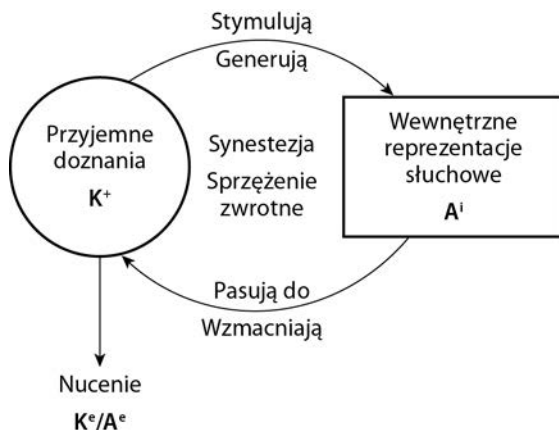 Stymulują
Generują
Przyjemne
doznania
K⁺
Synestezja
Sprzężenie
zwrotne
Wewnętrzne
reprezentacje
słuchowe
Aⁱ
Pasują do
Wzmacniają
Nucenie
Kᵉ/Aᵉ